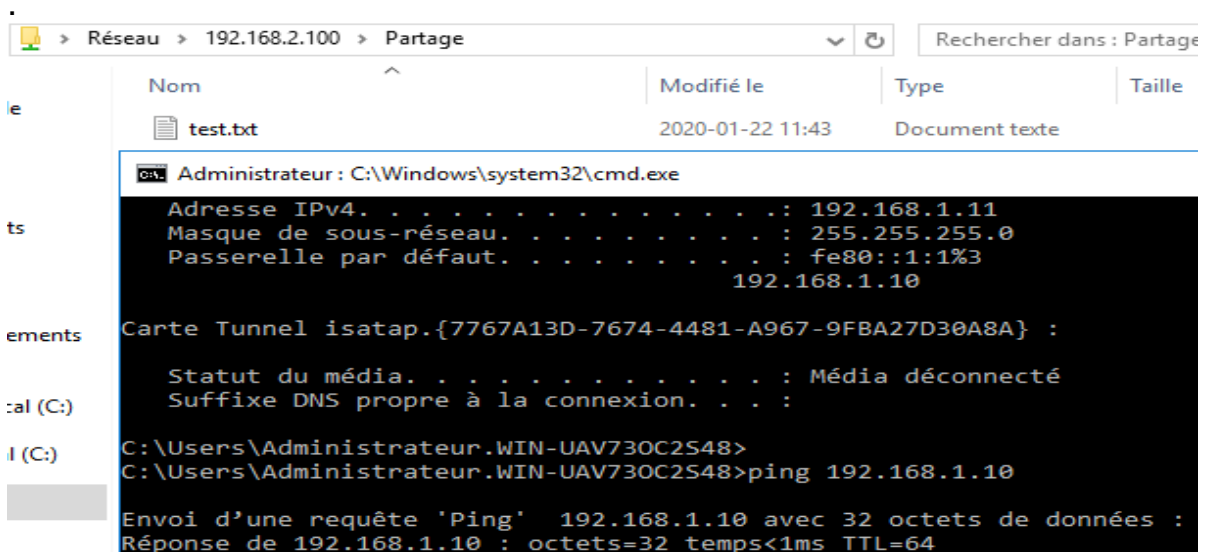 .
> Réseau > 192.168.2.100 > Partage
Rechercher dans : Partage
Nom Modifié le Type Taille
le
test.txt 2020-01-22 11:43 Document texte
Administrateur : C:\Windows\system32\cmd.exe
Adresse IPv4. . . . . . . . . . . . . .: 192.168.1.11
ts
Masque de sous-réseau. . . . . . . . . : 255.255.255.0
Passerelle par défaut. . . . . . . . . : fe80::1:1%3
192.168.1.10
ements
Carte Tunnel isatap.{7767A13D-7674-4481-A967-9FBA27D30A8A} :
Statut du média. . . . . . . . . . . . : Média déconnecté
cal (C:)
Suffixe DNS propre à la connexion. . . :
l (C:)
C:\Users\Administrateur.WIN-UAV73OC2S48>
C:\Users\Administrateur.WIN-UAV73OC2S48>ping 192.168.1.10
Envoi d’une requête 'Ping'  192.168.1.10 avec 32 octets de données :
Réponse de 192.168.1.10 : octets=32 temps<1ms TTL=64